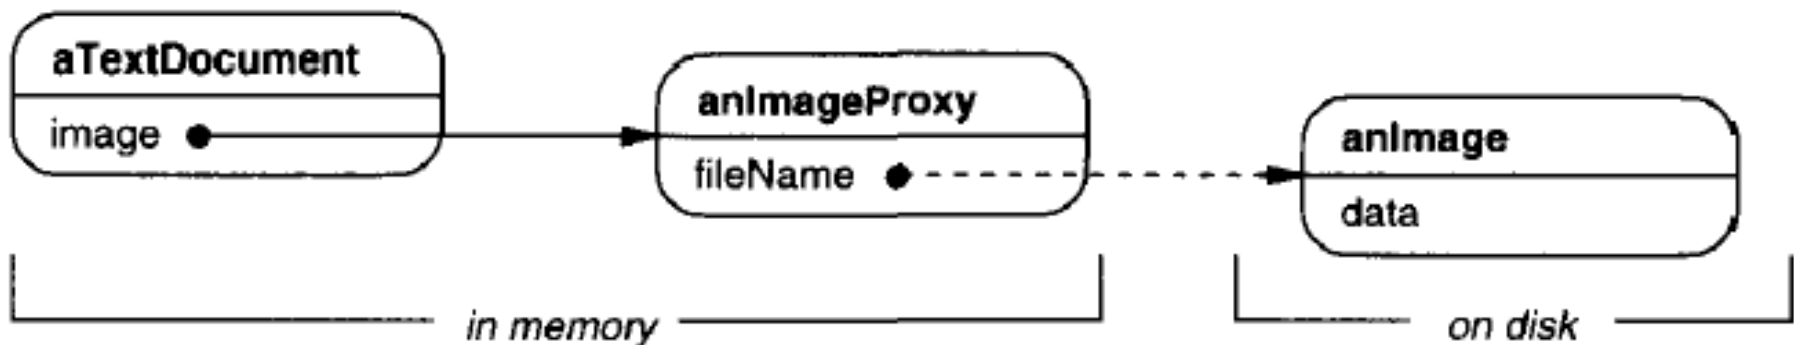 aTextDocument
image
anImageProxy
fileName
anImage
data
in memory
on disk